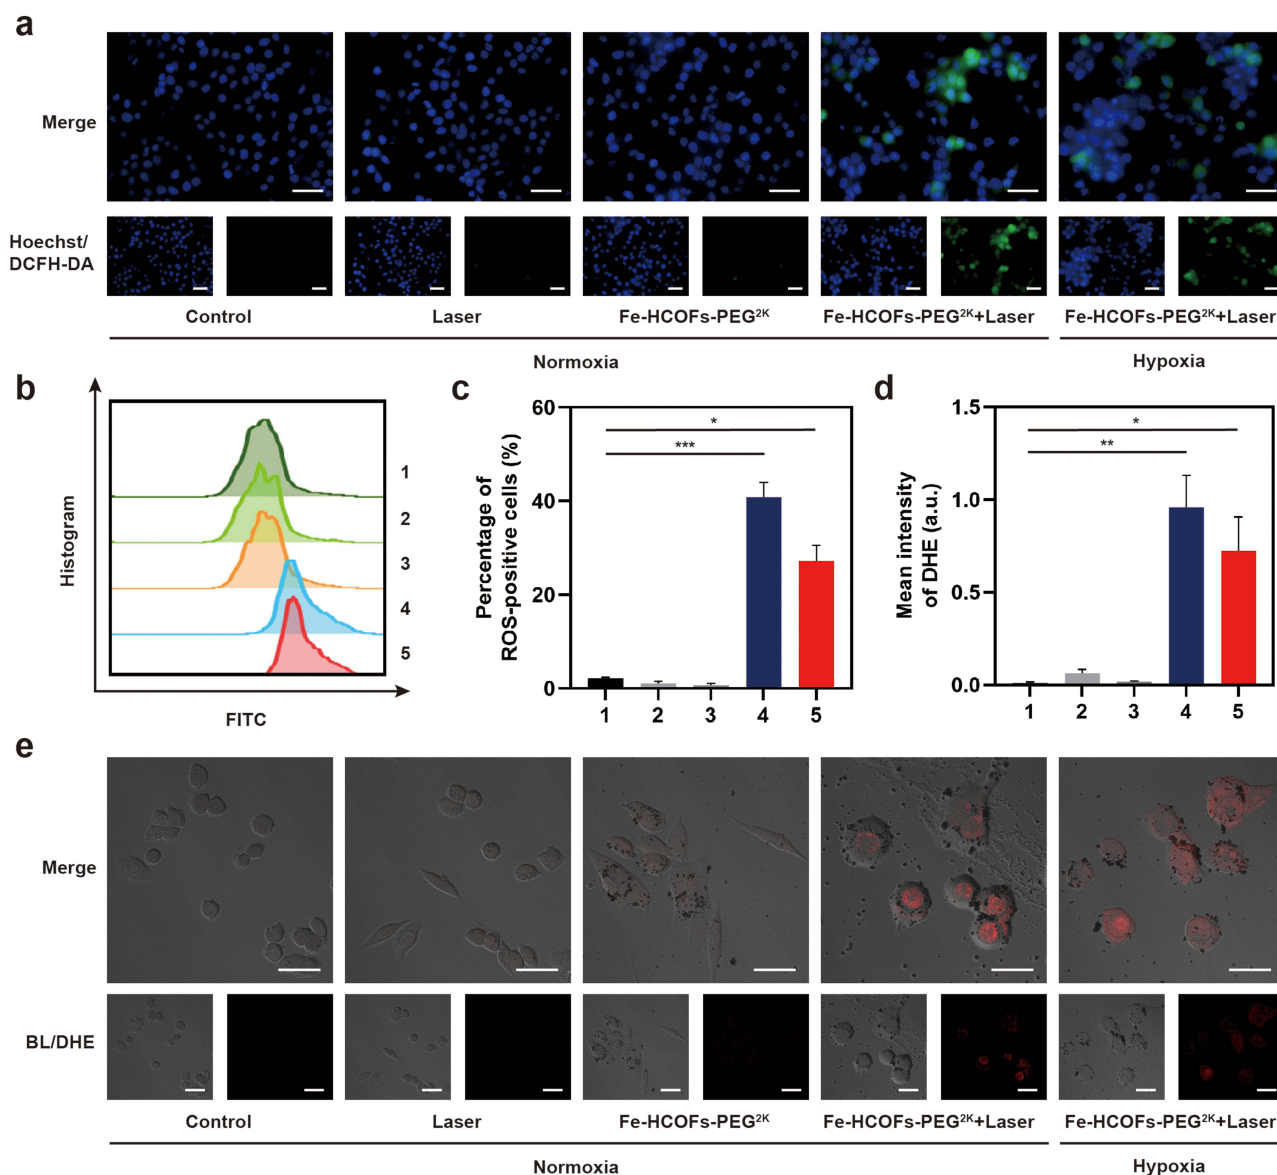 a
Merge
Hoechst/
DCFH-DA
Control
Laser
Fe-HCOFs-PEG2K
Fe-HCOFs-PEG2K+Laser
Fe-HCOFs-PEG2K+Laser
Normoxia
Hypoxia
b
Histogram
1
2
3
4
5
FITC
c
Percentage of
ROS-positive cells (%)
60
40
20
0
*
***
1 2 3 4 5
d
Mean intensity
of DHE (a.u.)
1.5
1.0
0.5
0.0
*
**
1 2 3 4 5
e
Merge
BL/DHE
Control
Laser
Fe-HCOFs-PEG2K
Fe-HCOFs-PEG2K+Laser
Fe-HCOFs-PEG2K+Laser
Normoxia
Hypoxia